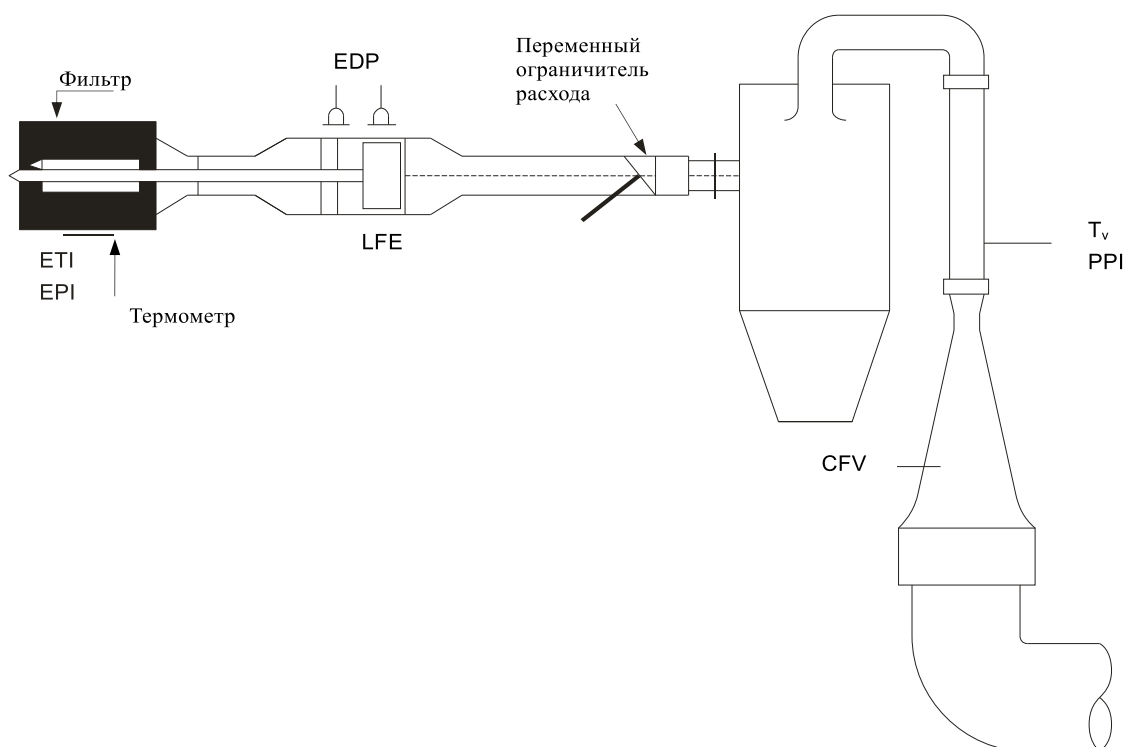 Переменный
ограничитель
расхода
EDP
Фильтр
LFE
ETI
EPI
Термометр
Tv
PPI
CFV